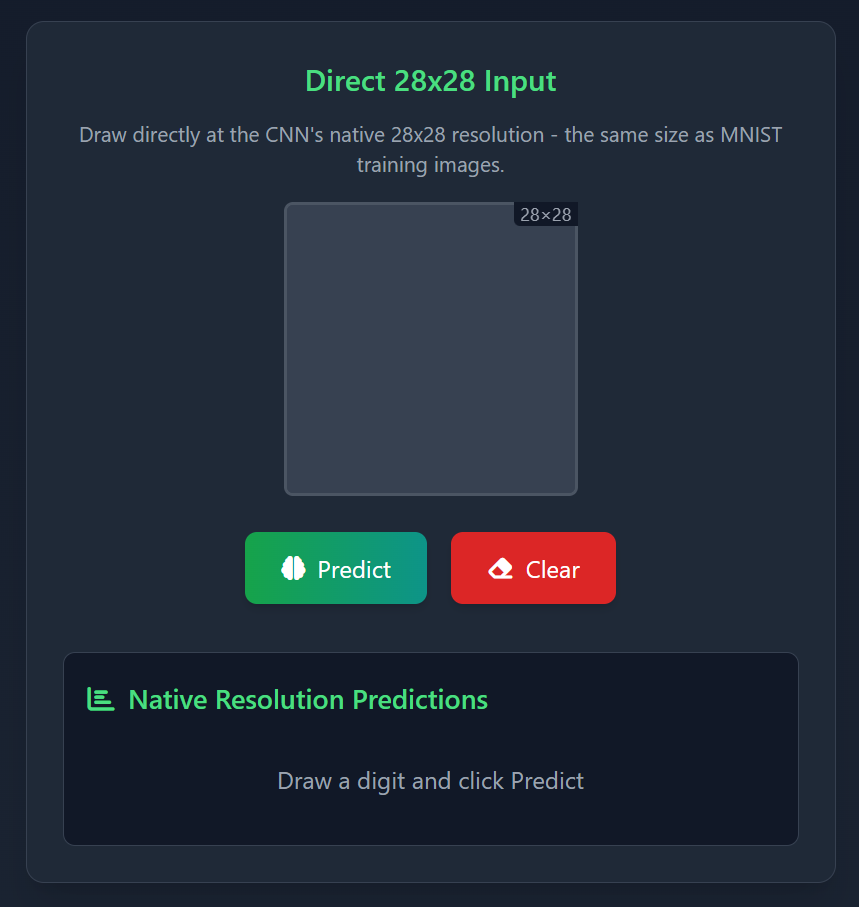 Direct 28x28 Input
Draw directly at the CNN's native 28x28 resolution - the same size as MNIST
training images.
28×28
Predict
Clear
Native Resolution Predictions
Draw a digit and click Predict